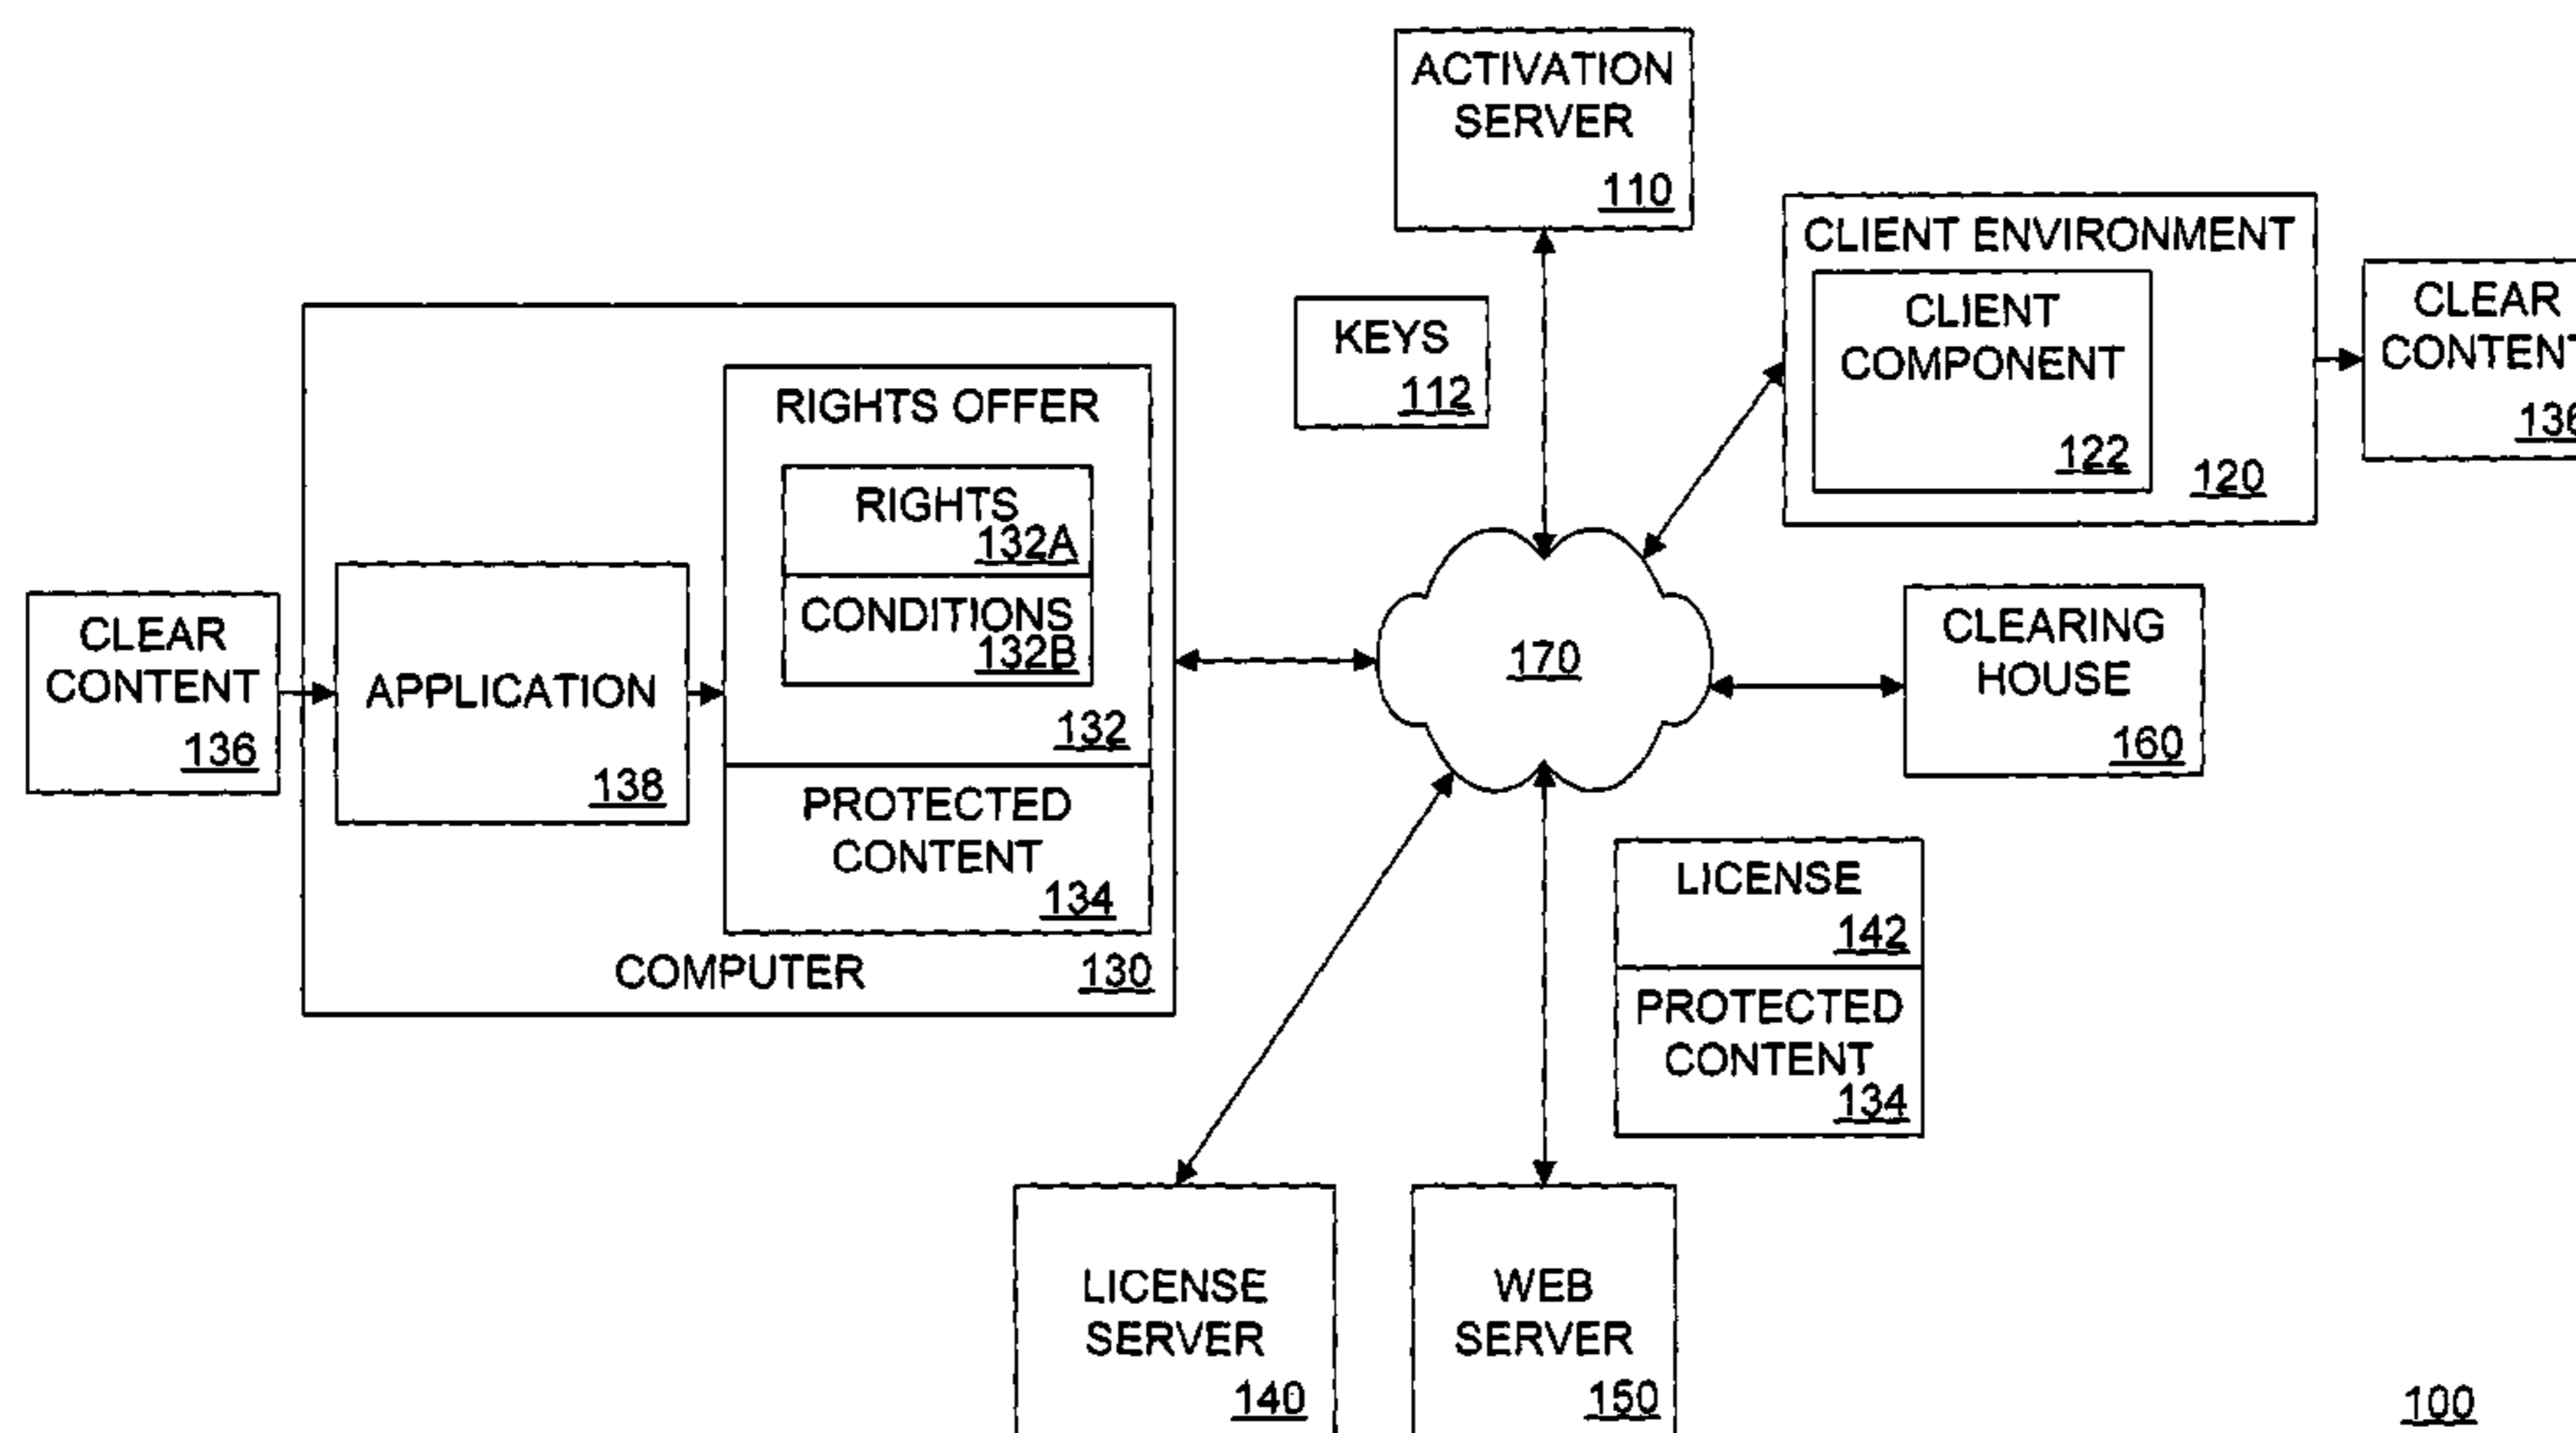 ACTIVATION
SERVER
110
KEYS
112
CLIENT ENVIRONMENT
CLIENT
COMPONENT
122
120
CLEAR
CONTENT
136
RIGHTS OFFER
RIGHTS
132A
CONDITIONS
132B
132
CLEAR
CONTENT
136
APPLICATION
138
PROTECTED
CONTENT
134
COMPUTER
130
170
CLEARING
HOUSE
160
LICENSE
142
PROTECTED
CONTENT
134
LICENSE
SERVER
140
WEB
SERVER
150
100